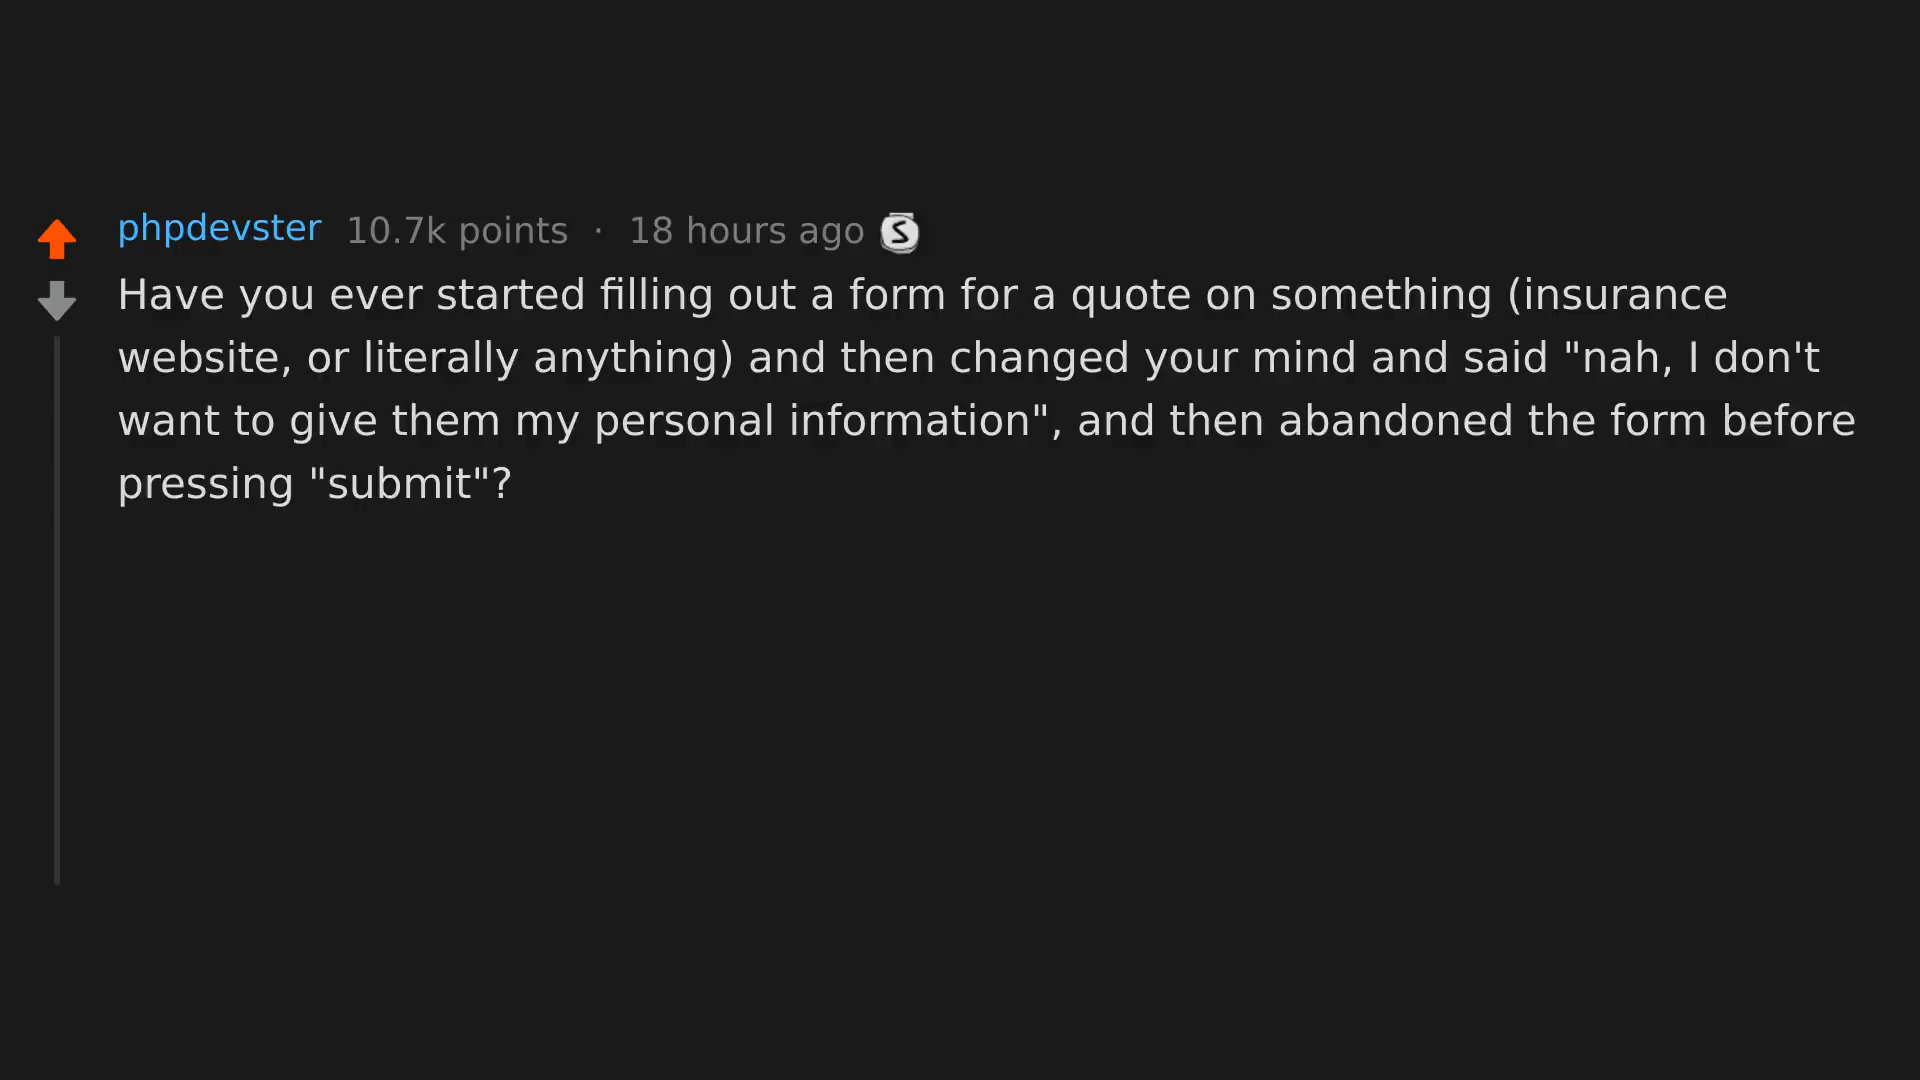 phpdevster 10.7k points · 18 hours ago S
Have you ever started filling out a form for a quote on something (insurance
website, or literally anything) and then changed your mind and said "nah, I don't
want to give them my personal information", and then abandoned the form before
pressing "submit"?